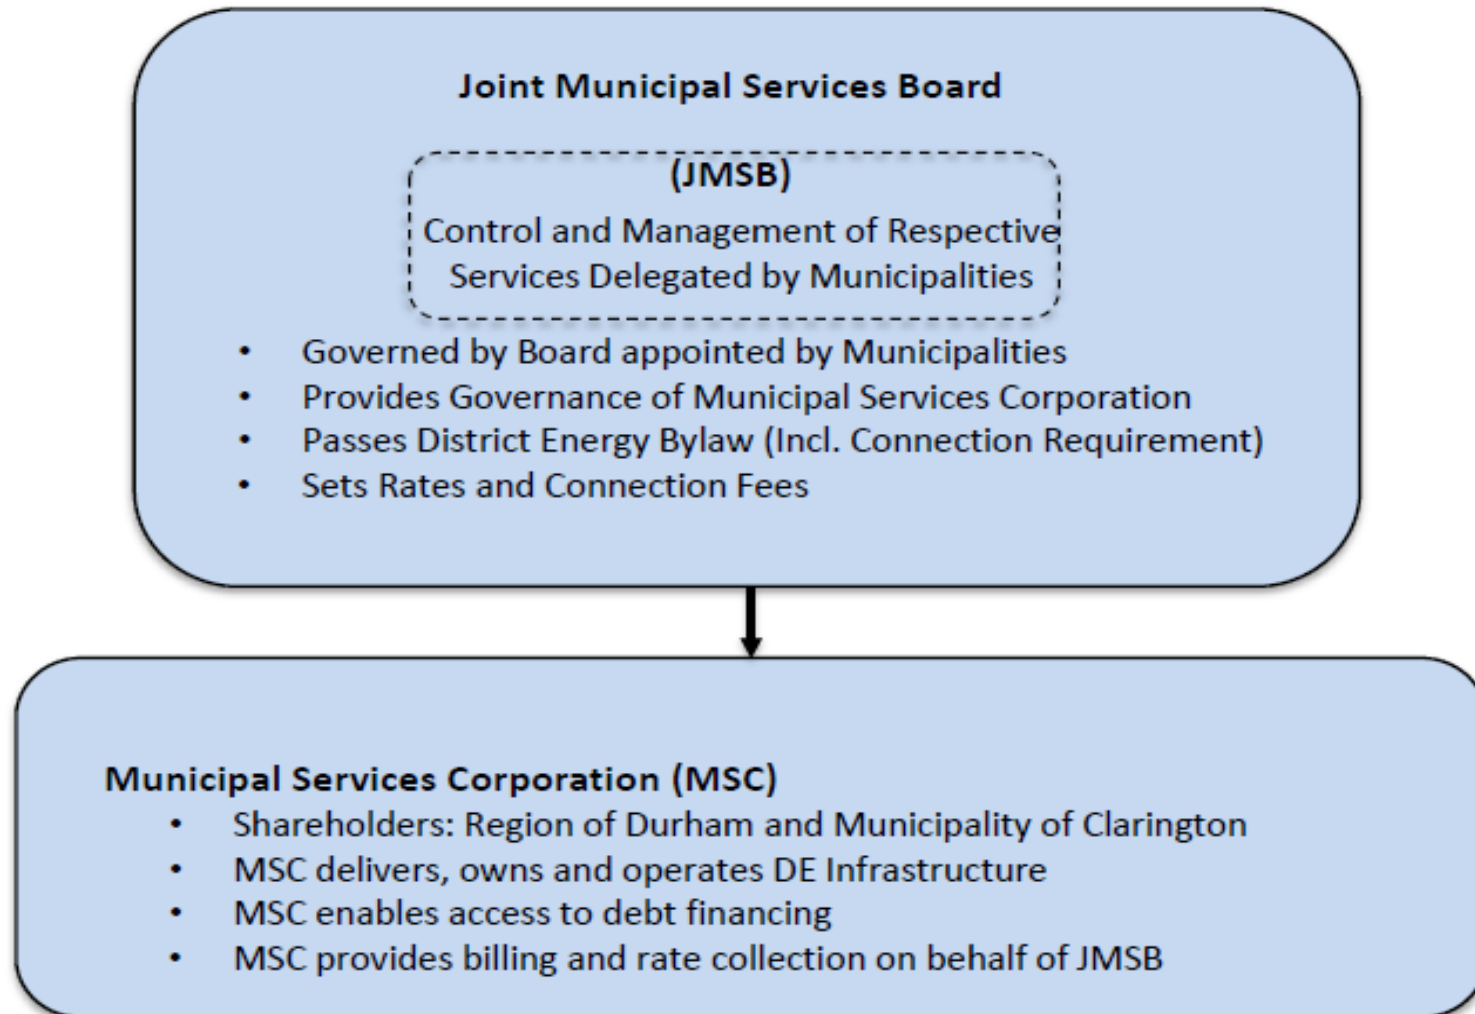 Joint Municipal Services Board
(JMSB)
Control and Management of Respective
Services Delegated by Municipalities
• Governed by Board appointed by Municipalities
• Provides Governance of Municipal Services Corporation
• Passes District Energy Bylaw (Incl. Connection Requirement)
• Sets Rates and Connection Fees
Municipal Services Corporation (MSC)
• Shareholders: Region of Durham and Municipality of Clarington
• MSC delivers, owns and operates DE Infrastructure
• MSC enables access to debt financing
• MSC provides billing and rate collection on behalf of JMSB